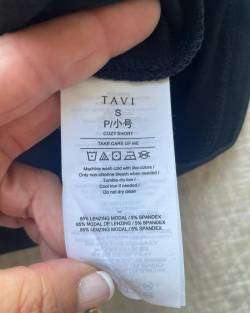 TAVI
S
P/小号
COZY SHORT
TAKE CARE OF ME
Machine wash cold with like colors /
Only non-chlorine bleach when needed /
Tumble dry low /
Cool iron if needed /
Do not dry clean
95% LENZING MODAL / 5% SPANDEX
95% MODAL DE LENZING / 5% SPANDEX
95% LENZING MODAL / 5% SPANDEX